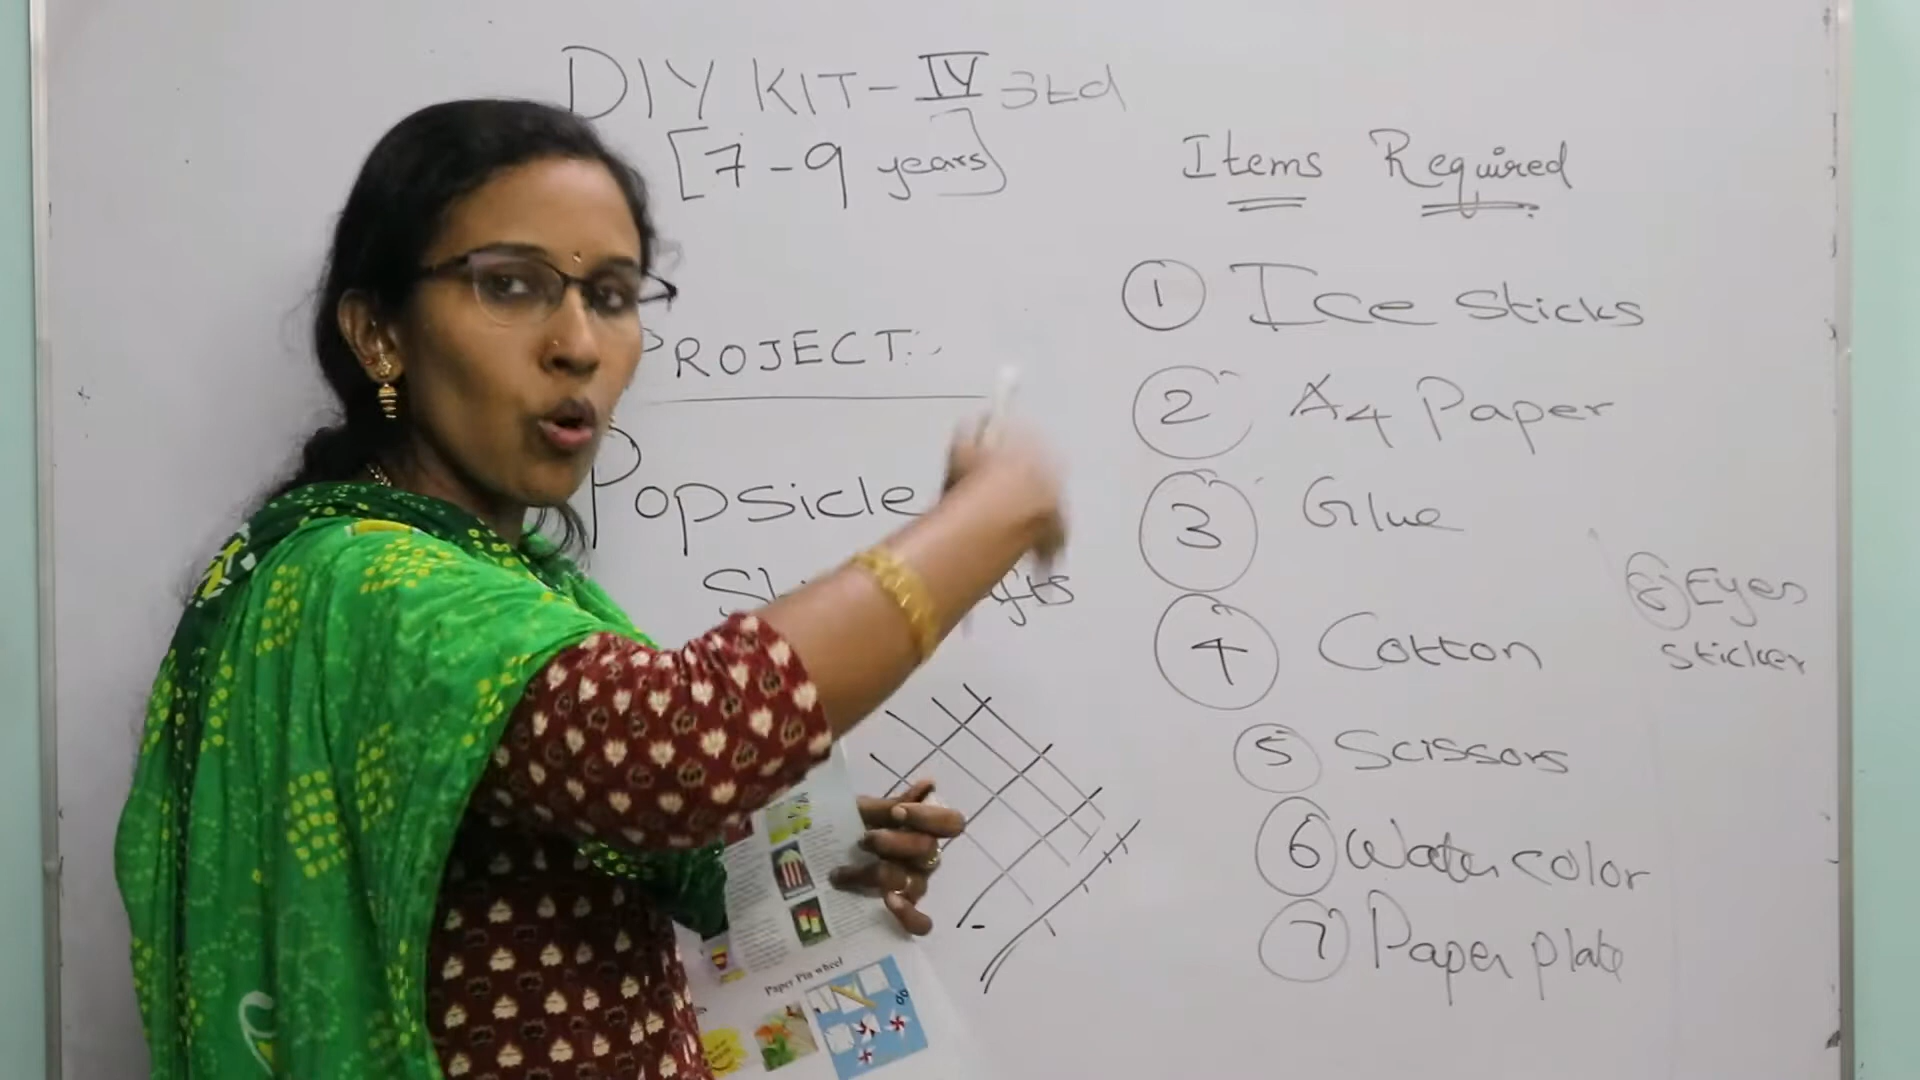 DIY KIT - IV Std
[7-9 years]
PROJECT:
Popsicle
Items Required
1 Ice sticks
2 A4 Paper
3 Glue
4 Cotton
5 Scissors
6 Water color
7 Paper plate
8 Eyes
sticker
Paper Pin wheel